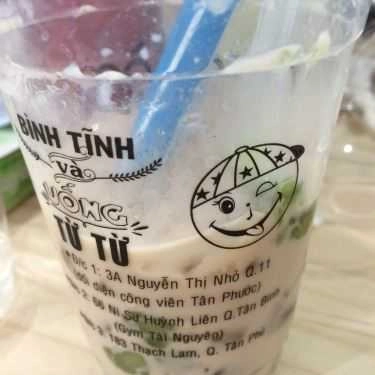 BÌNH TĨNH
và
UỐNG
TỪ TỪ
Đ/c 1: 3A Nguyễn Thị Nhỏ Q.11
(đối diện công viên Tân Phước)
2: 66 Ni Sư Huỳnh Liên Q.Tân Bình
(Gym Tài Nguyên)
183 Thạch Lam, Q. Tân Phú